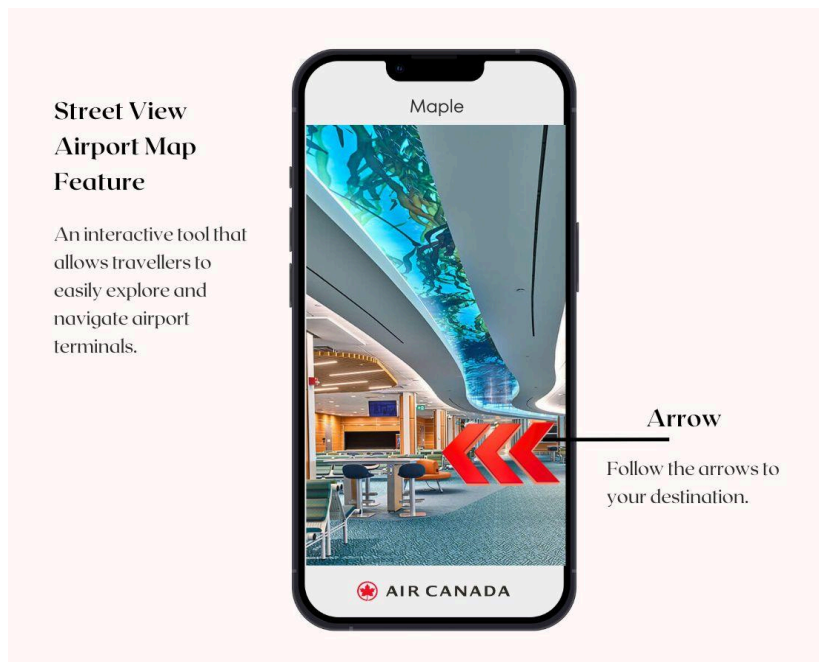 Street View
Airport Map
Feature
An interactive tool that
allows travellers to
easily explore and
navigate airport
terminals.
Maple
Arrow
Follow the arrows to
your destination.
AIR CANADA